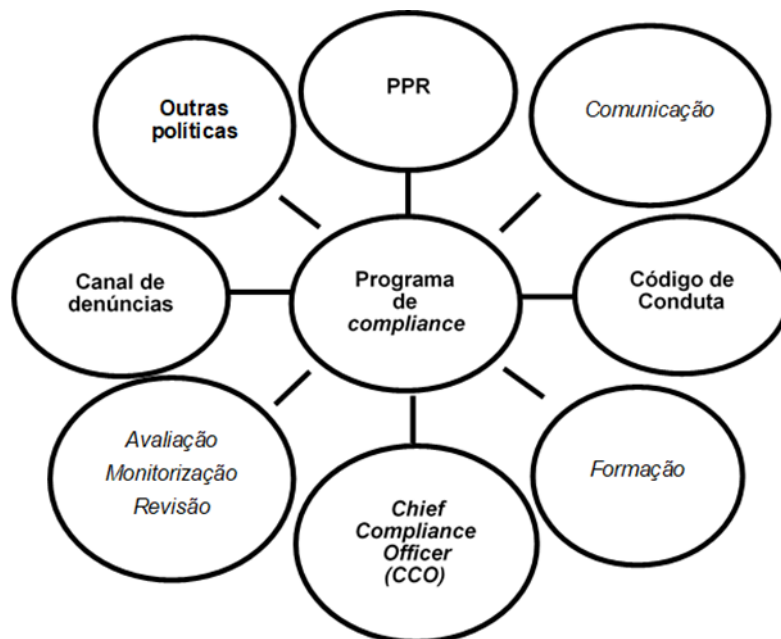 PPR
Outras
políticas
Comunicação
Canal de
denúncias
Programa
de
compliance
Código de
Conduta
Avaliação
Monitorização
Revisão
Chief
Compliance
Officer
(CCO)
Formação